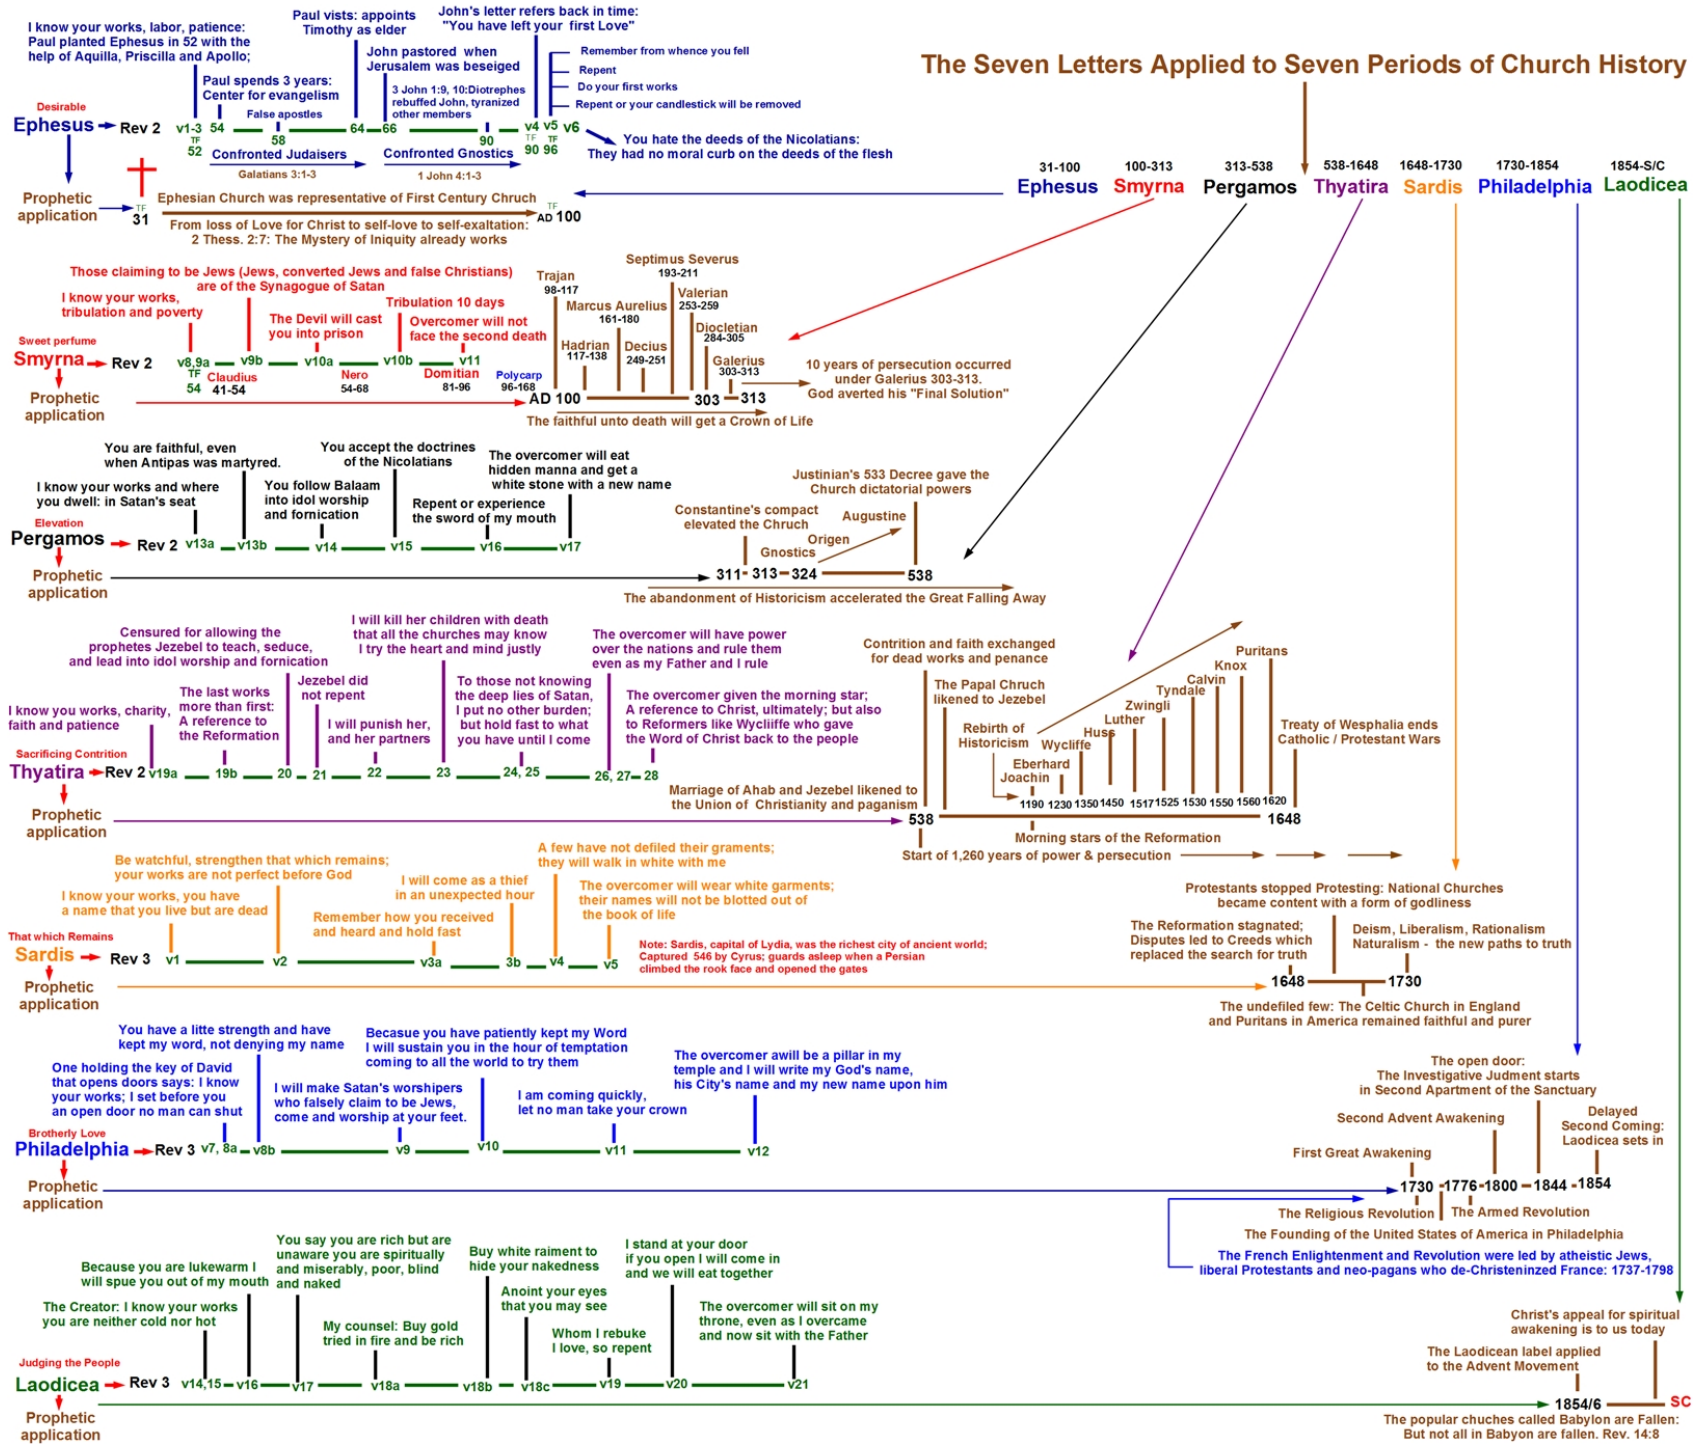 The Seven Letters Applied to Seven Periods of Church History
31-100
Ephesus
100-313
Smyrna
313-538
Pergamos
538-1648
Thyatira
1648-1730
Sardis
1730-1854
Philadelphia
1854-S/C
Laodicea
I know your works, labor, patience:
Paul planted Ephesus in 52 with the
help of Aquilla, Priscilla and Apollo;
Paul spends 3 years:
Center for evangelism
False apostles
Paul vists: appoints
Timothy as elder
John pastored when
Jerusalem was beseiged
3 John 1:9, 10:Diotrephes
rebuffed John, tyranized
other members
John's letter refers back in time:
"You have left your first Love"
Remember from whence you fell
Repent
Do your first works
Repent or your candlestick will be removed
Desirable
Ephesus
Rev 2
v1-3
TF
52
54
58
64
66
90
v4
TF
90
v5
TF
96
v6
You hate the deeds of the Nicolatians:
They had no moral curb on the deeds of the flesh
Confronted Judaisers
Galatians 3:1-3
Confronted Gnostics
1 John 4:1-3
Prophetic
application
TF
31
Ephesian Church was representative of First Century Chruch
TF
AD 100
From loss of Love for Christ to self-love to self-exaltation:
2 Thess. 2:7: The Mystery of Iniquity already works
Those claiming to be Jews (Jews, converted Jews and false Christians)
are of the Synagogue of Satan
I know your works,
tribulation and poverty
The Devil will cast
you into prison
Tribulation 10 days
Overcomer will not
face the second death
Sweet perfume
Smyrna
Rev 2
v8,9a
v9b
v10a
v10b
v11
TF
54
Claudius
41-54
Nero
54-68
Domitian
81-96
Polycarp
96-168
Prophetic
application
AD 100
Trajan
98-117
Hadrian
117-138
Marcus Aurelius
161-180
Decius
249-251
Septimus Severus
193-211
Valerian
253-259
Diocletian
284-305
Galerius
303-313
303
313
10 years of persecution occurred
under Galerius 303-313.
God averted his "Final Solution"
The faithful unto death will get a Crown of Life
You are faithful, even
when Antipas was martyred.
I know your works and where
you dwell: in Satan's seat
You follow Balaam
into idol worship
and fornication
You accept the doctrines
of the Nicolatians
Repent or experience
the sword of my mouth
The overcomer will eat
hidden manna and get a
white stone with a new name
Elevation
Pergamos
Rev 2
v13a
v13b
v14
v15
v16
v17
Prophetic
application
Constantine's compact
elevated the Chruch
Justinian's 533 Decree gave the
Church dictatorial powers
Augustine
Origen
Gnostics
311
313
324
538
The abandonment of Historicism accelerated the Great Falling Away
Censured for allowing the
prophetes Jezebel to teach, seduce,
and lead into idol worship and fornication
I know you works, charity,
faith and patience
The last works
more than first:
A reference to
the Reformation
Jezebel did
not repent
I will punish her,
and her partners
I will kill her children with death
that all the churches may know
I try the heart and mind justly
To those not knowing
the deep lies of Satan,
I put no other burden;
but hold fast to what
you have until I come
The overcomer will have power
over the nations and rule them
even as my Father and I rule
The overcomer given the morning star;
A reference to Christ, ultimately; but also
to Reformers like Wycliiffe who gave
the Word of Christ back to the people
Sacrificing Contrition
Thyatira
Rev 2
v19a
19b
20
21
22
23
24, 25
26, 27
28
Prophetic
application
Marriage of Ahab and Jezebel likened to
the Union of Christianity and paganism
Contrition and faith exchanged
for dead works and penance
The Papal Chruch
likened to Jezebel
Rebirth of
Historicism
Joachin
Eberhard
Wycliffe
Huss
Luther
Zwingli
Tyndale
Calvin
Knox
Puritans
Treaty of Wesphalia ends
Catholic / Protestant Wars
538
1190
1230
1350
1450
1517
1525
1530
1550
1560
1620
1648
Morning stars of the Reformation
Start of 1,260 years of power & persecution
Be watchful, strengthen that which remains;
your works are not perfect before God
I know your works, you have
a name that you live but are dead
Remember how you received
and heard and hold fast
I will come as a thief
in an unexpected hour
A few have not defiled their graments;
they will walk in white with me
The overcomer will wear white garments;
their names will not be blotted out of
the book of life
That which Remains
Sardis
Rev 3
v1
v2
v3a
3b
v4
v5
Note: Sardis, capital of Lydia, was the richest city of ancient world;
Captured 546 by Cyrus; guards asleep when a Persian
climbed the rook face and opened the gates
Prophetic
application
Protestants stopped Protesting: National Churches
became content with a form of godliness
The Reformation stagnated;
Disputes led to Creeds which
replaced the search for truth
Deism, Liberalism, Rationalism
Naturalism - the new paths to truth
1648
1730
The undefiled few: The Celtic Church in England
and Puritans in America remained faithful and purer
You have a litte strength and have
kept my word, not denying my name
One holding the key of David
that opens doors says: I know
your works; I set before you
an open door no man can shut
I will make Satan's worshipers
who falsely claim to be Jews,
come and worship at your feet.
Becasue you have patiently kept my Word
I will sustain you in the hour of temptation
coming to all the world to try them
I am coming quickly,
let no man take your crown
The overcomer awill be a pillar in my
temple and I will write my God's name,
his City's name and my new name upon him
Brotherly Love
Philadelphia
Rev 3
v7, 8a
v8b
v9
v10
v11
v12
Prophetic
application
The open door:
The Investigative Judment starts
in Second Apartment of the Sanctuary
Second Advent Awakening
First Great Awakening
Delayed
Second Coming:
Laodicea sets in
1730
1776
1800
1844
1854
The Religious Revolution
The Armed Revolution
The Founding of the United States of America in Philadelphia
The French Enlightenment and Revolution were led by atheistic Jews,
liberal Protestants and neo-pagans who de-Christeninzed France: 1737-1798
You say you are rich but are
unaware you are spiritually
and miserably, poor, blind
and naked
Because you are lukewarm I
will spue you out of my mouth
The Creator: I know your works
you are neither cold nor hot
My counsel: Buy gold
tried in fire and be rich
Buy white raiment to
hide your nakedness
Anoint your eyes
that you may see
Whom I rebuke
I love, so repent
I stand at your door
if you open I will come in
and we will eat together
The overcomer will sit on my
throne, even as I overcame
and now sit with the Father
Judging the People
Laodicea
Rev 3
v14,15
v16
v17
v18a
v18b
v18c
v19
v20
v21
Prophetic
application
Christ's appeal for spiritual
awakening is to us today
The Laodicean label applied
to the Advent Movement
1854/6
SC
The popular chuches called Babylon are Fallen:
But not all in Babyon are fallen. Rev. 14:8